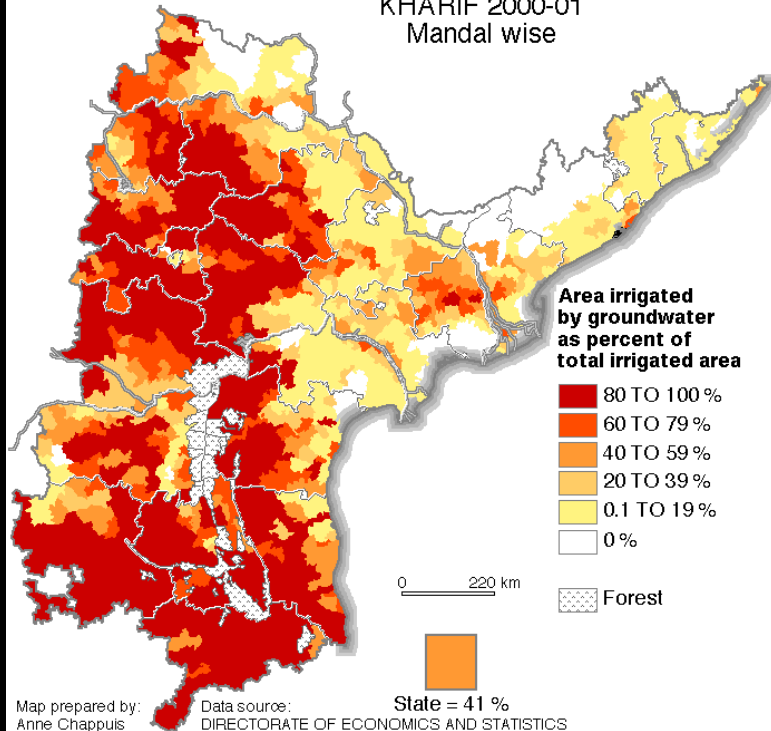 KHARIF 2000-01
Mandal wise
Area irrigated
by groundwater
as percent of
total irrigated area
80 TO 100 %
60 TO 79 %
40 TO 59 %
20 TO 39 %
0.1 TO 19 %
0 %
0 220 km
Forest
State = 41 %
Map prepared by:
Anne Chappuis
Data source:
DIRECTORATE OF ECONOMICS AND STATISTICS